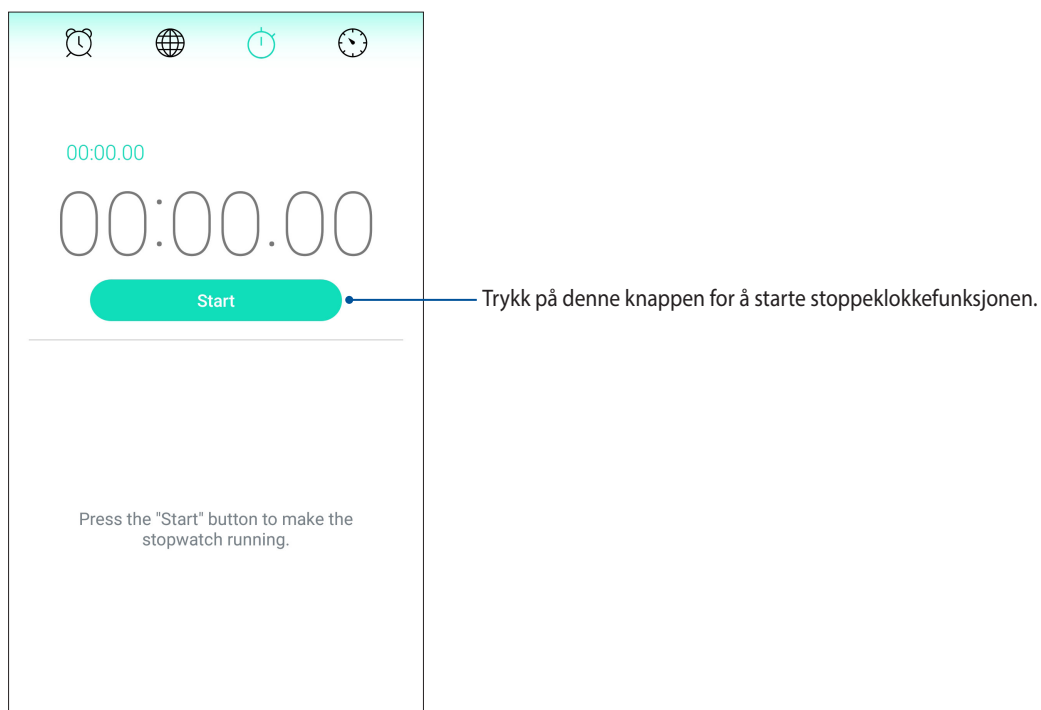 00:00.00
00:00.00
Start
Trykk på denne knappen for å starte stoppeklokkefunksjonen.
Press the "Start" button to make the
stopwatch running.